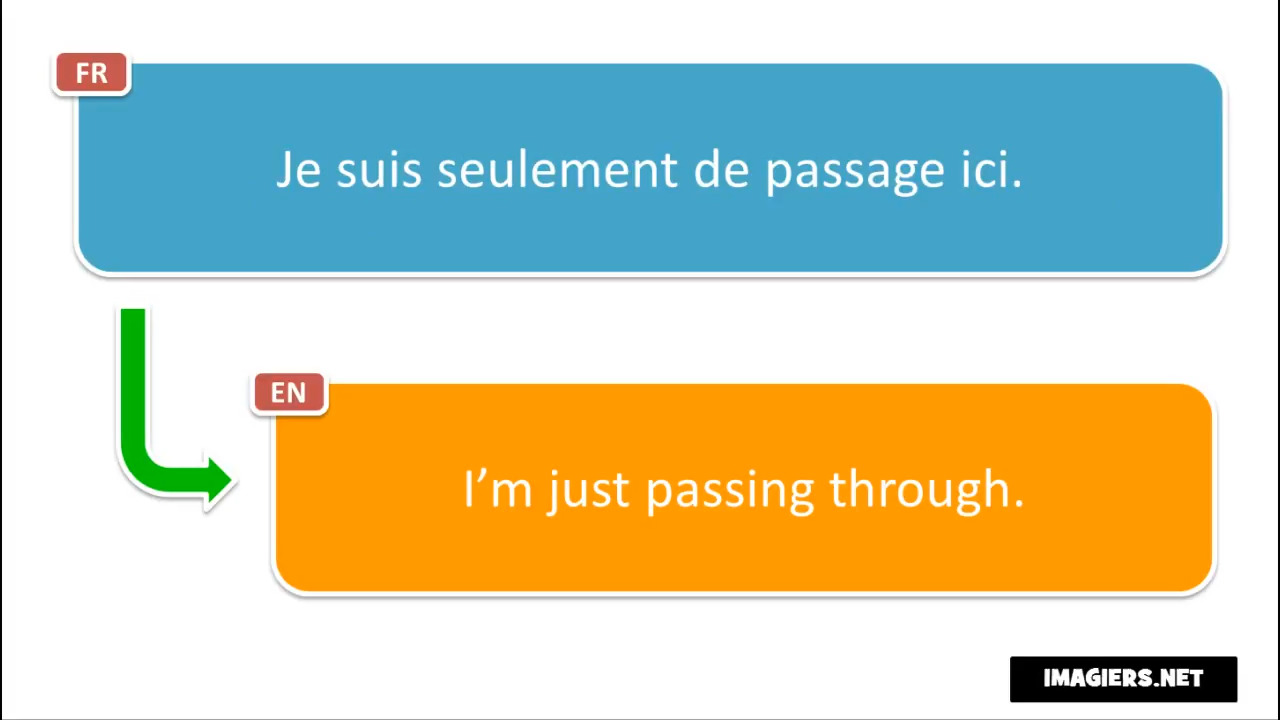 FR
Je suis seulement de passage ici.
EN
I’m just passing through.
IMAGIERS.NET